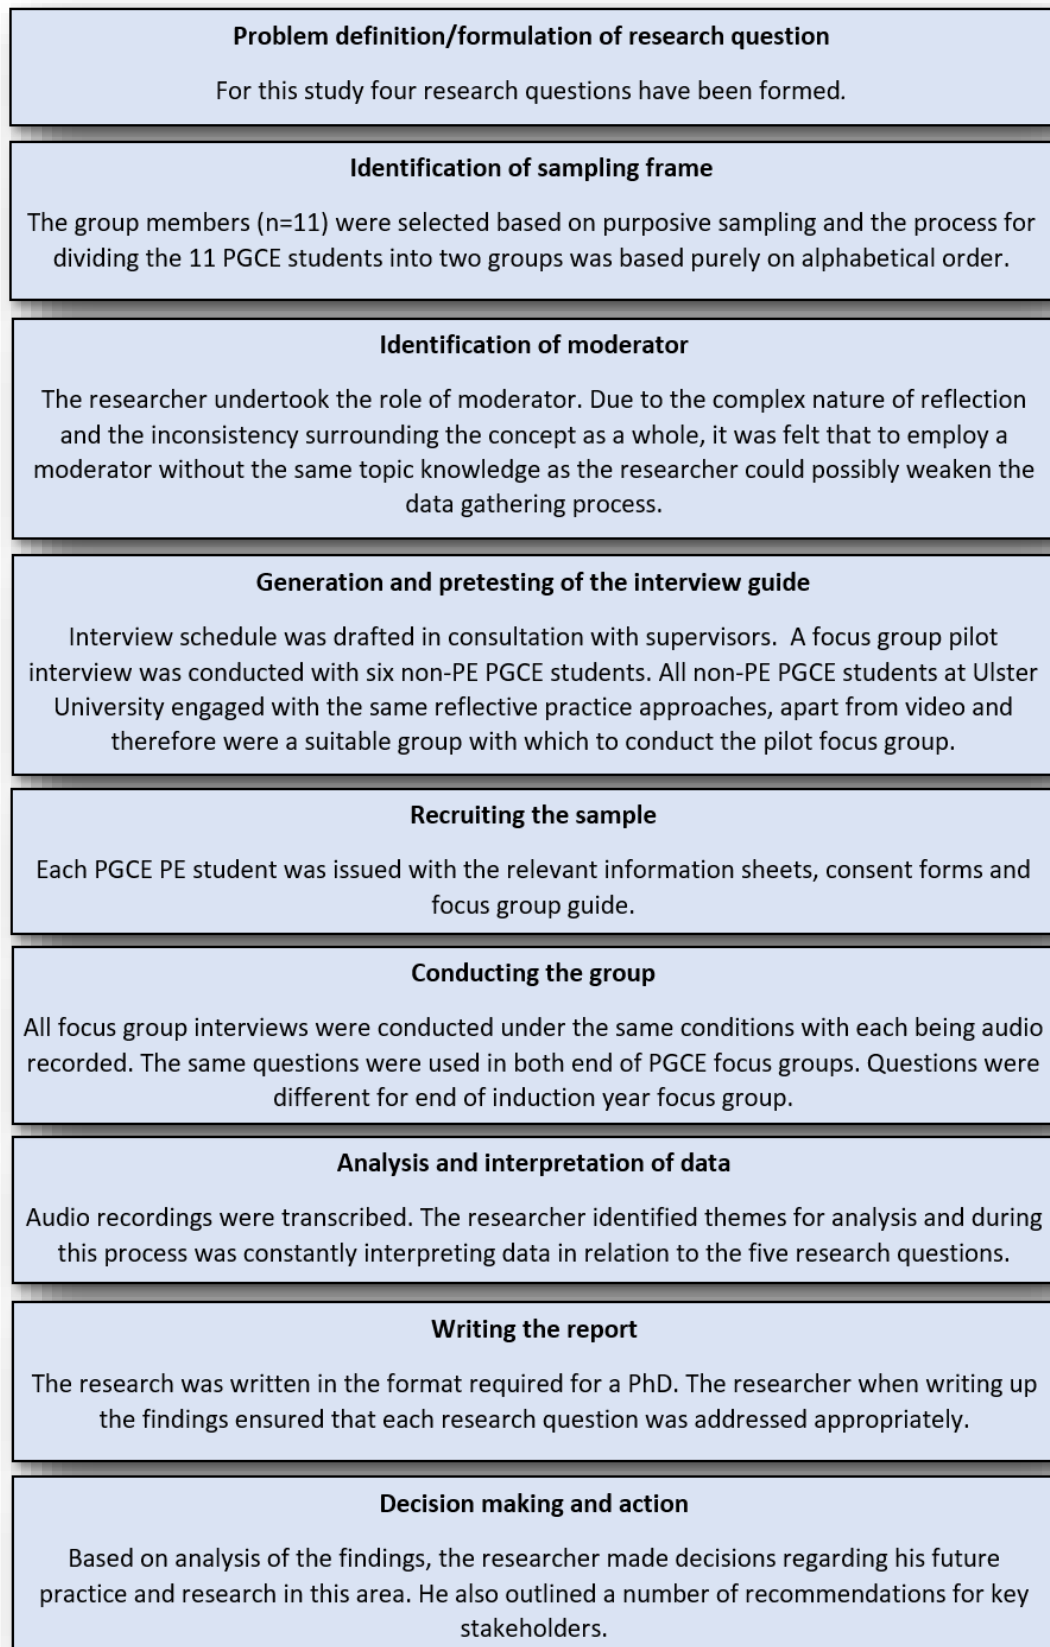 Problem definition/formulation of research question
For this study four research questions have been formed.
Identification of sampling frame
The group members (n=11) were selected based on purposive sampling and the process for
dividing the 11 PGCE students into two groups was based purely on alphabetical order.
Identification of moderator
The researcher undertook the role of moderator. Due to the complex nature of reflection
and the inconsistency surrounding the concept as a whole, it was felt that to employ a
moderator without the same topic knowledge as the researcher could possibly weaken the
data gathering process.
Generation and pretesting of the interview guide
Interview schedule was drafted in consultation with supervisors.  A focus group pilot
interview was conducted with six non-PE PGCE students. All non-PE PGCE students at Ulster
University engaged with the same reflective practice approaches, apart from video and
therefore were a suitable group with which to conduct the pilot focus group.
Recruiting the sample
Each PGCE PE student was issued with the relevant information sheets, consent forms and
focus group guide.
Conducting the group
All focus group interviews were conducted under the same conditions with each being audio
recorded. The same questions were used in both end of PGCE focus groups. Questions were
different for end of induction year focus group.
Analysis and interpretation of data
Audio recordings were transcribed. The researcher identified themes for analysis and during
this process was constantly interpreting data in relation to the five research questions.
Writing the report
The research was written in the format required for a PhD. The researcher when writing up
the findings ensured that each research question was addressed appropriately.
Decision making and action
Based on analysis of the findings, the researcher made decisions regarding his future
practice and research in this area. He also outlined a number of recommendations for key
stakeholders.